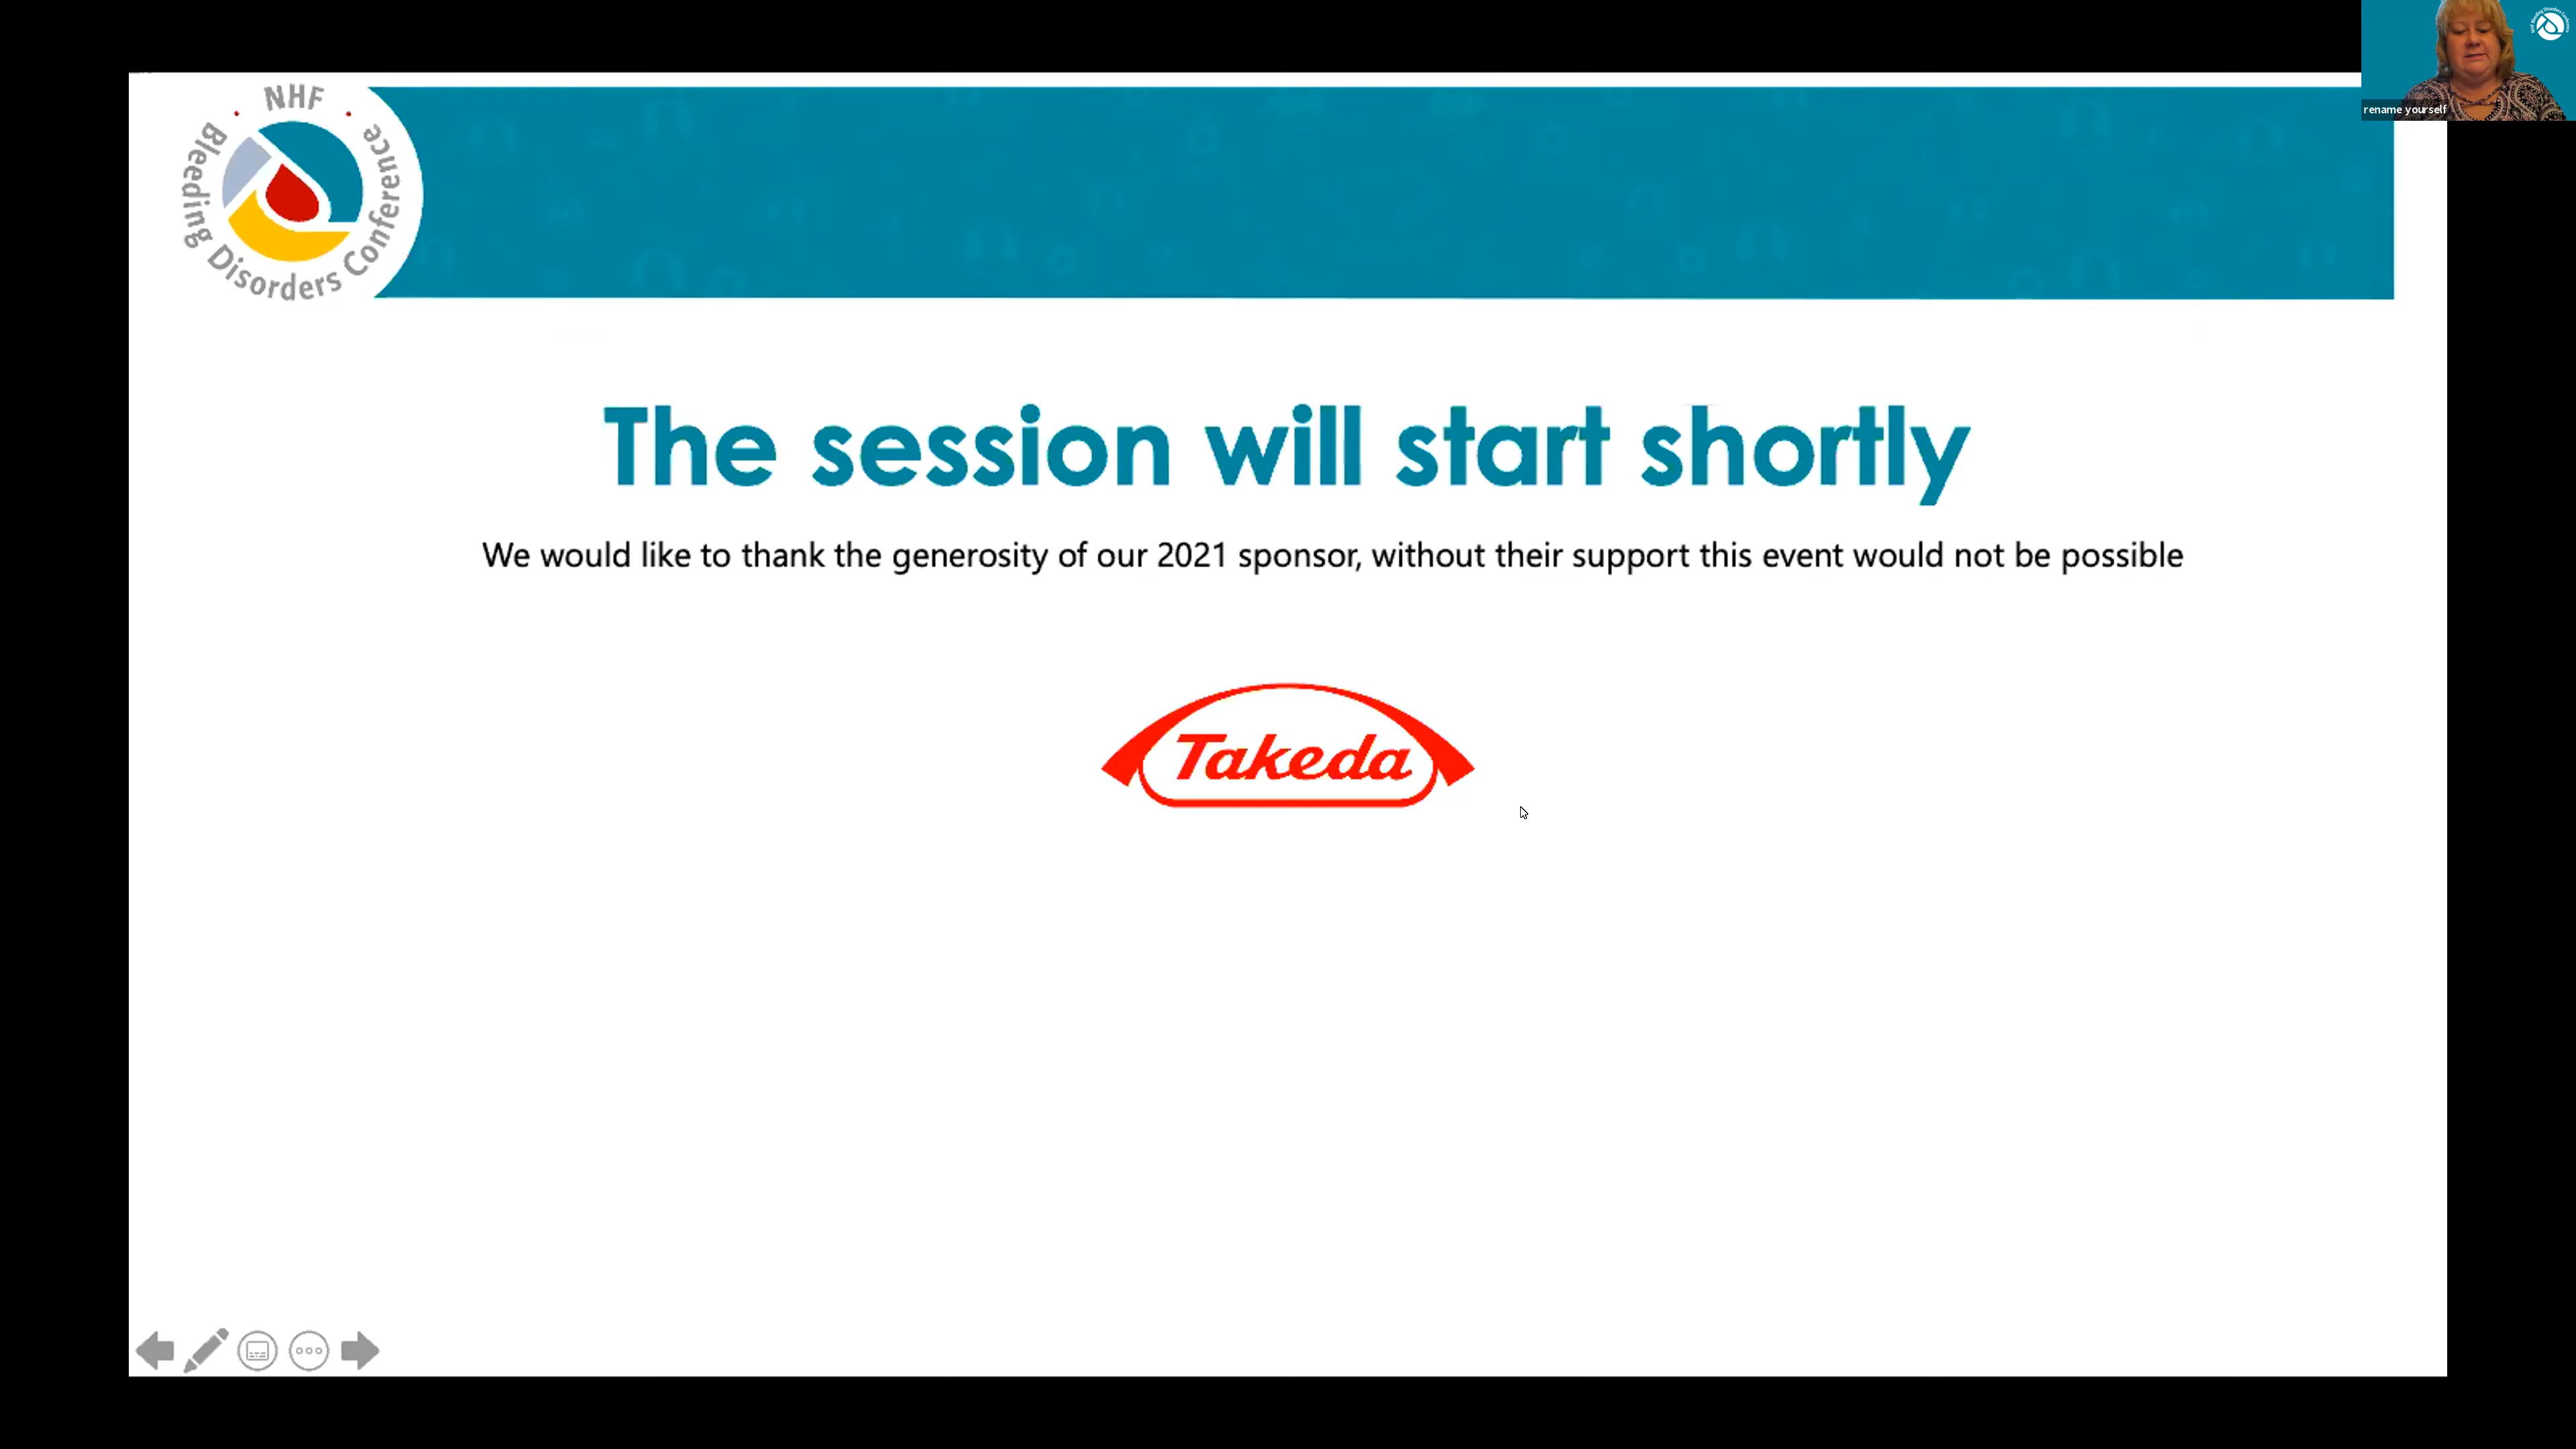 NHF
Bleeding Disorders Conference
rename yourself
The session will start shortly
We would like to thank the generosity of our 2021 sponsor, without their support this event would not be possible
Takeda